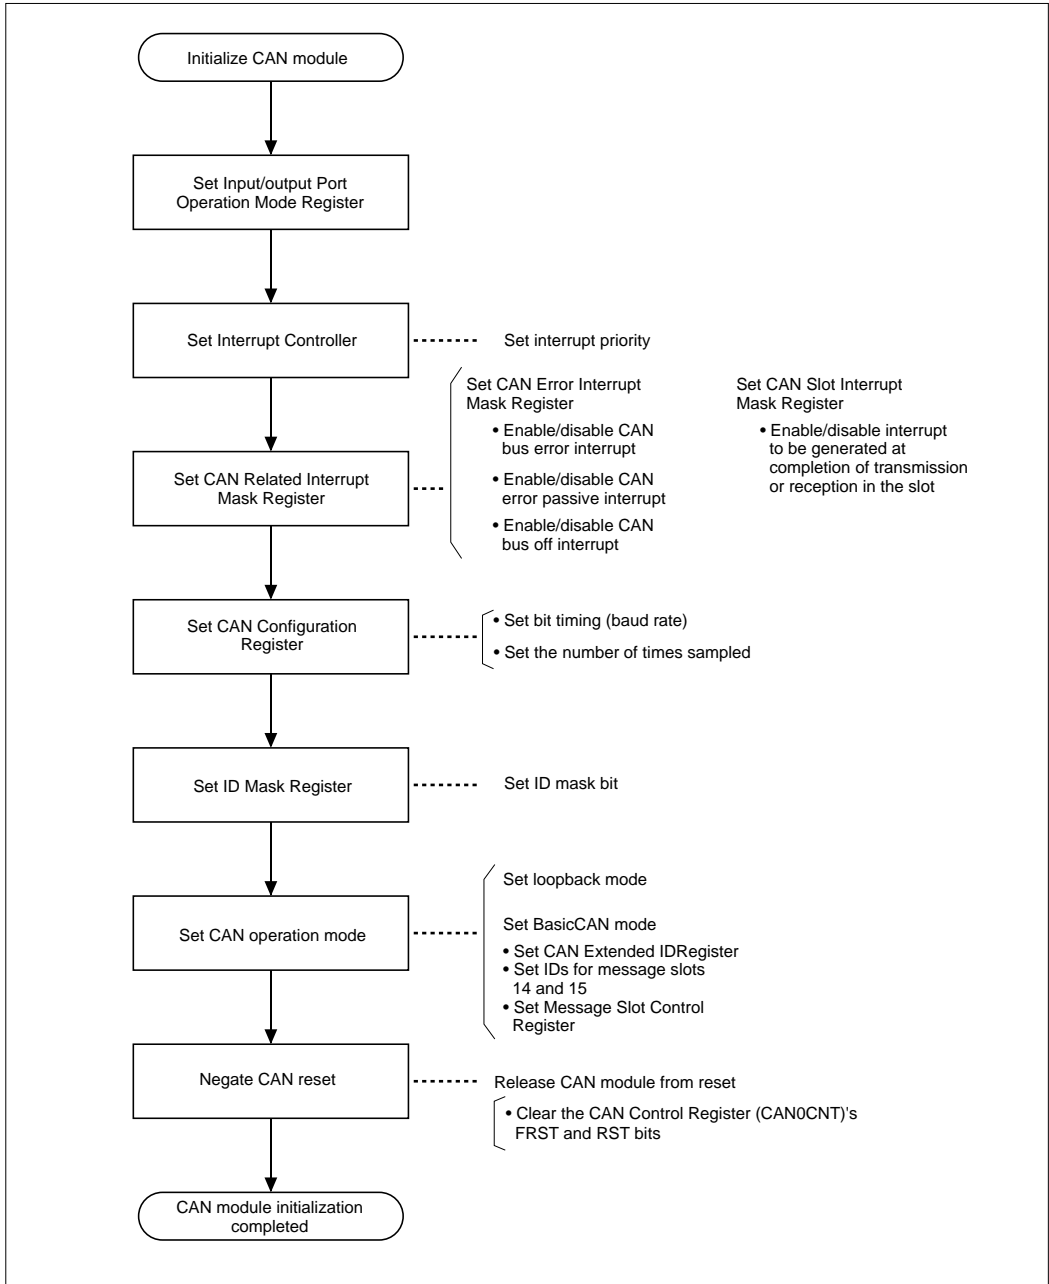 Initialize CAN module
Set Input/output Port
Operation Mode Register
Set Interrupt Controller
Set interrupt priority
Set CAN Related Interrupt
Mask Register
Set CAN Error Interrupt
Mask Register
• Enable/disable CAN
bus error interrupt
• Enable/disable CAN
error passive interrupt
• Enable/disable CAN
bus off interrupt
Set CAN Slot Interrupt
Mask Register
• Enable/disable interrupt
to be generated at
completion of transmission
or reception in the slot
Set CAN Configuration
Register
• Set bit timing (baud rate)
• Set the number of times sampled
Set ID Mask Register
Set ID mask bit
Set CAN operation mode
Set loopback mode
Set BasicCAN mode
• Set CAN Extended IDRegister
• Set IDs for message slots
14 and 15
• Set Message Slot Control
Register
Negate CAN reset
Release CAN module from reset
• Clear the CAN Control Register (CAN0CNT)'s
FRST and RST bits
CAN module initialization
completed